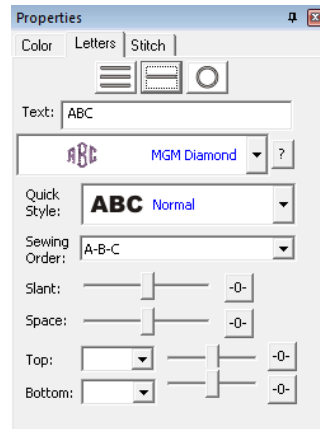 Properties
Color Letters Stitch
Text: ABC
ABC MGM Diamond ?
Quick Style: ABC Normal
Sewing Order: A-B-C
Slant: -0-
Space: -0-
Top: -0-
Bottom: -0-